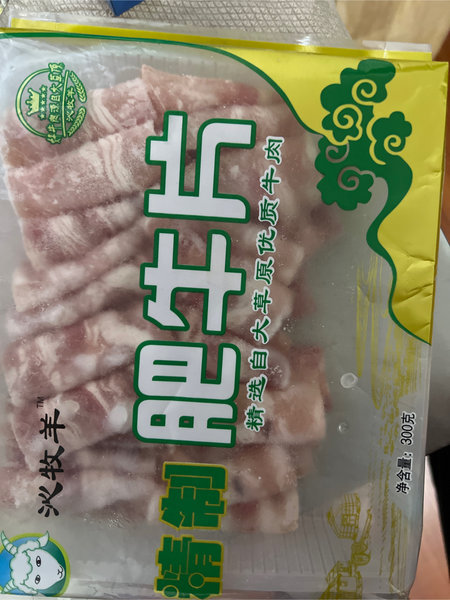 沁牧羊™
精制
肥牛片
精选自大草原优质牛肉
净含量：300克